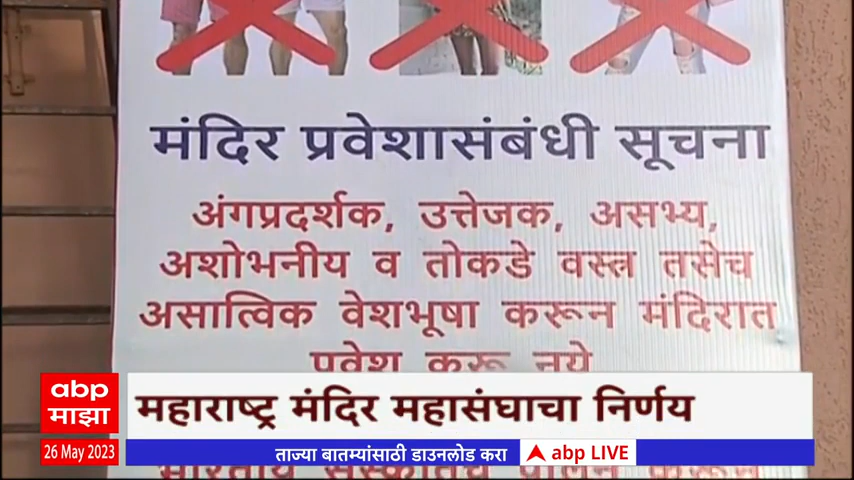 मंदिर प्रवेशासंबंधी सूचना
अंगप्रदर्शक, उत्तेजक, असभ्य,
अशोभनीय व तोकडे वस्त्र तसेच
असात्विक वेशभूषा करून मंदिरात
प्रवेश करू नये
abp
माझा
महाराष्ट्र मंदिर महासंघाचा निर्णय
26 May 2023
ताज्या बातम्यांसाठी डाउनलोड करा
abp LIVE